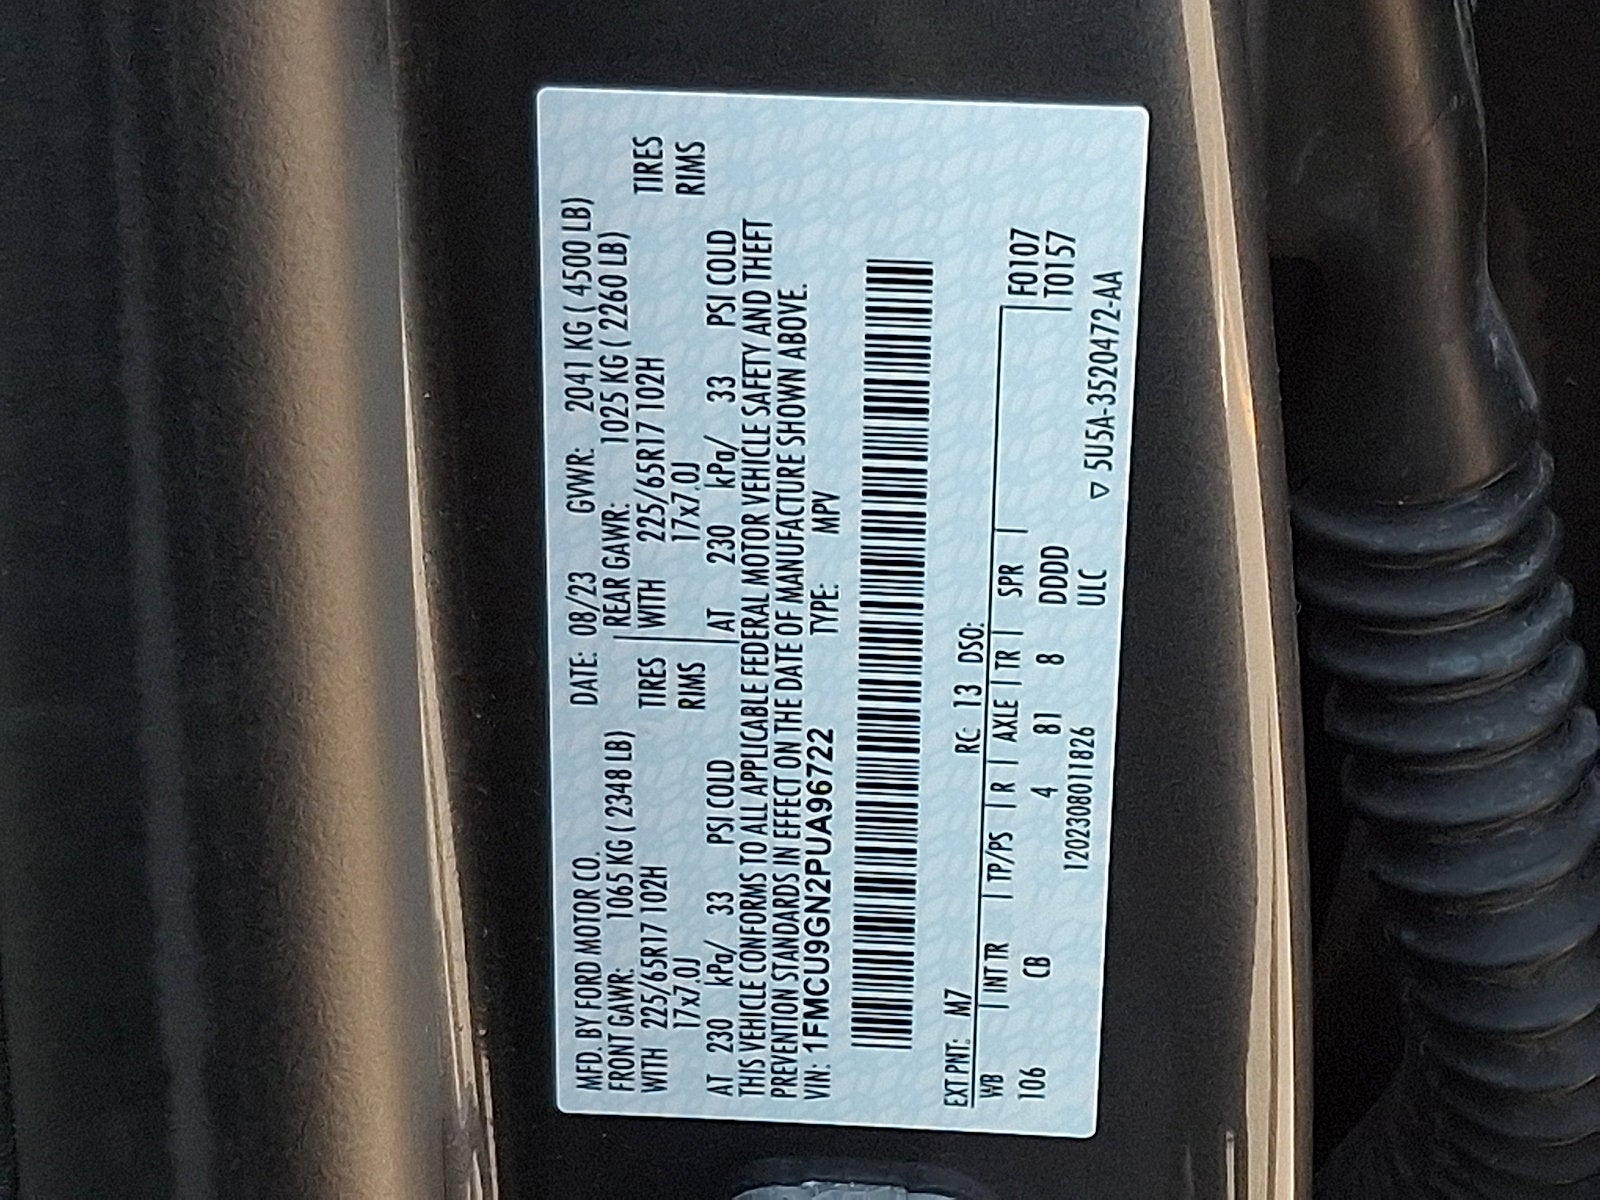 MFD. BY FORD MOTOR CO. DATE: 08/23 GVWR: 2041 KG ( 4500 LB)
FRONT GAWR: 1065 KG ( 2348 LB) REAR GAWR: 1025 KG ( 2260 LB)
WITH 225/65R17 102H TIRES WITH 225/65R17 102H TIRES
17x7.0J RIMS 17x7.0J RIMS
AT 230 kPa/ 33 PSI COLD AT 230 kPa/ 33 PSI COLD
THIS VEHICLE CONFORMS TO ALL APPLICABLE FEDERAL MOTOR VEHICLE SAFETY AND THEFT
PREVENTION STANDARDS IN EFFECT ON THE DATE OF MANUFACTURE SHOWN ABOVE.
VIN: 1FMCU9GN2PUA96722 TYPE: MPV
EXT PNT: M7 RC: 13 DSO:
WB | INT TR | TP/PS | R | AXLE | TR | SPR | F0107
106 CB 4 81 8 DDDD T0157
1202308011826 ULC ▽ 5U5A-3520472-AA